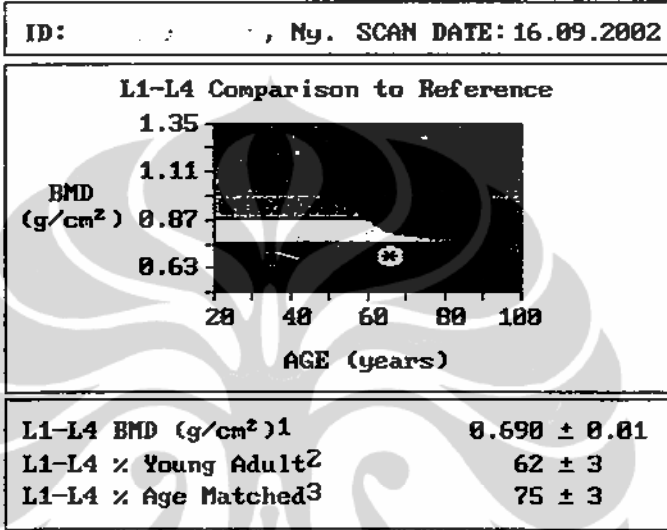 ID: , Ny. SCAN DATE: 16.09.2002
L1-L4 Comparison to Reference
1.35
1.11
BMD
(g/cm²) 0.87
0.63
20 40 60 80 100
AGE (years)
L1-L4 BMD (g/cm²)1 0.690 ± 0.01
L1-L4 % Young Adult2 62 ± 3
L1-L4 % Age Matched3 75 ± 3